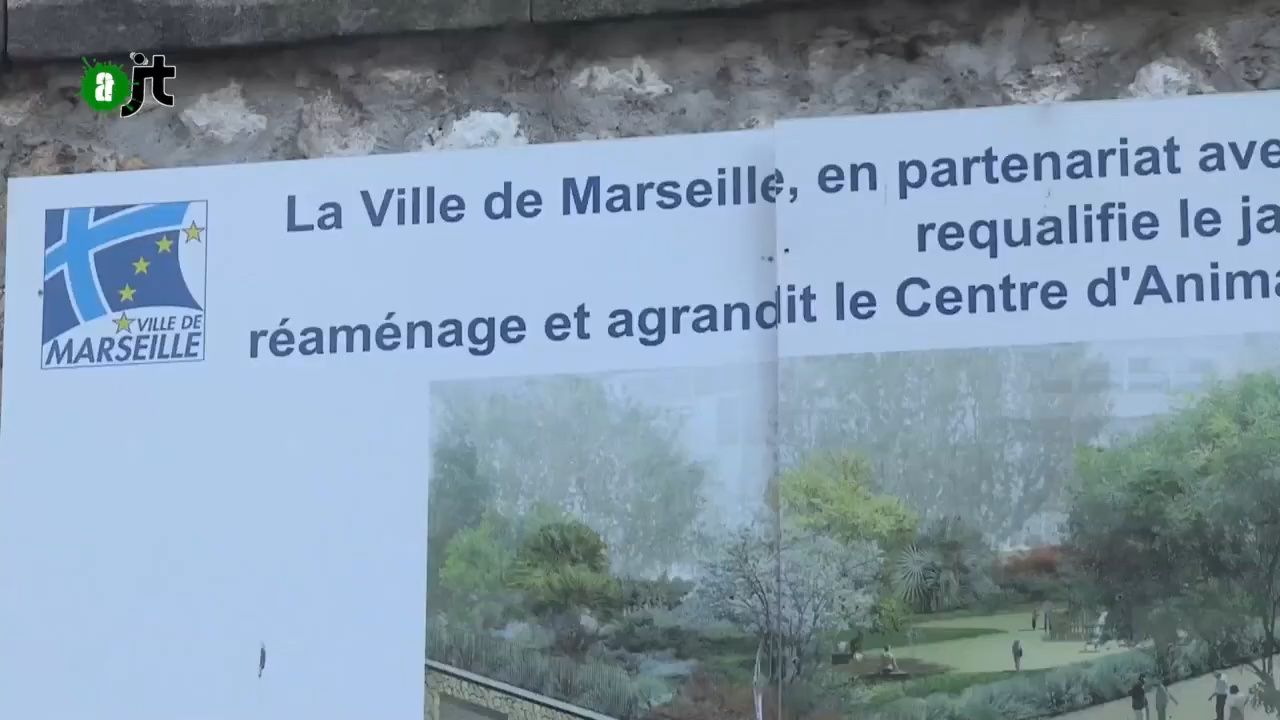 ajt
La Ville de Marseille, en partenariat ave
requalifie le ja
réaménage et agrandit le Centre d'Anima
VILLE DE
MARSEILLE